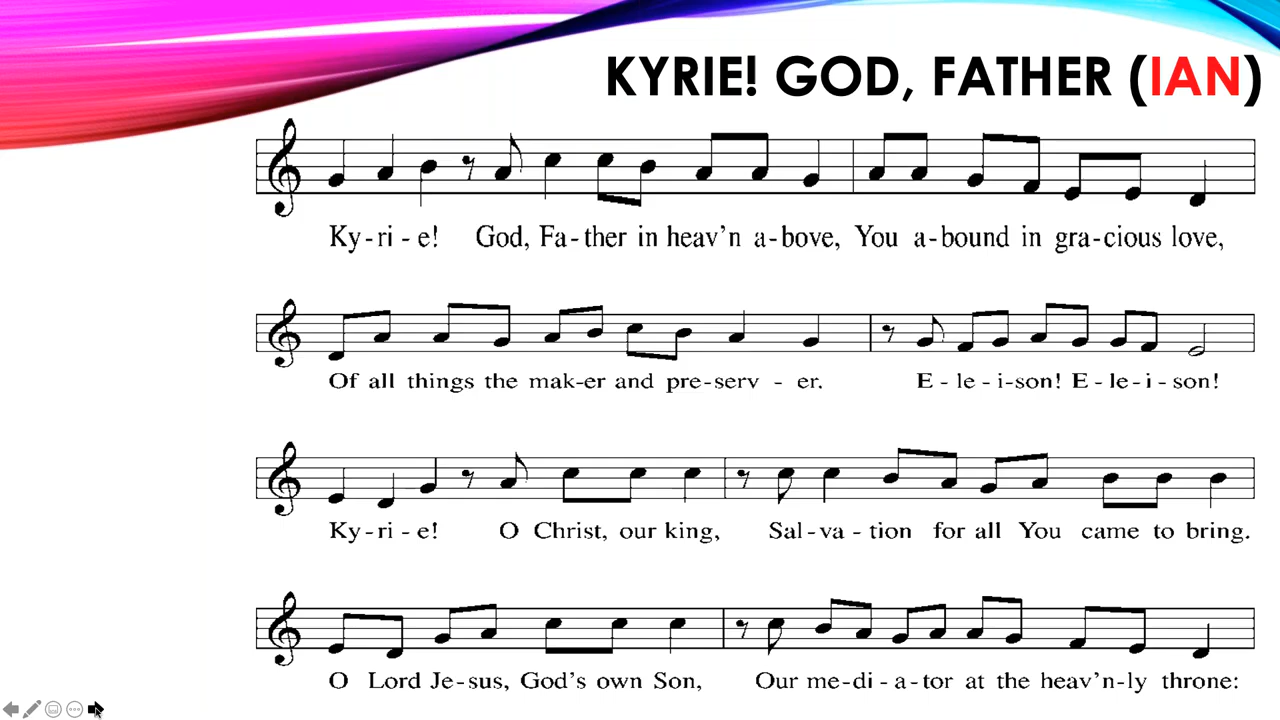 KYRIE! GOD, FATHER (IAN)
Ky-ri-e! God, Fa-ther in heav'n a-bove, You a-bound in gra-cious love,
Of all things the mak-er and pre-serv-er. E-le-i-son! E-le-i-son!
Ky-ri-e! O Christ, our king, Sal-va-tion for all You came to bring.
O Lord Je-sus, God's own Son, Our me-di-a-tor at the heav'n-ly throne: